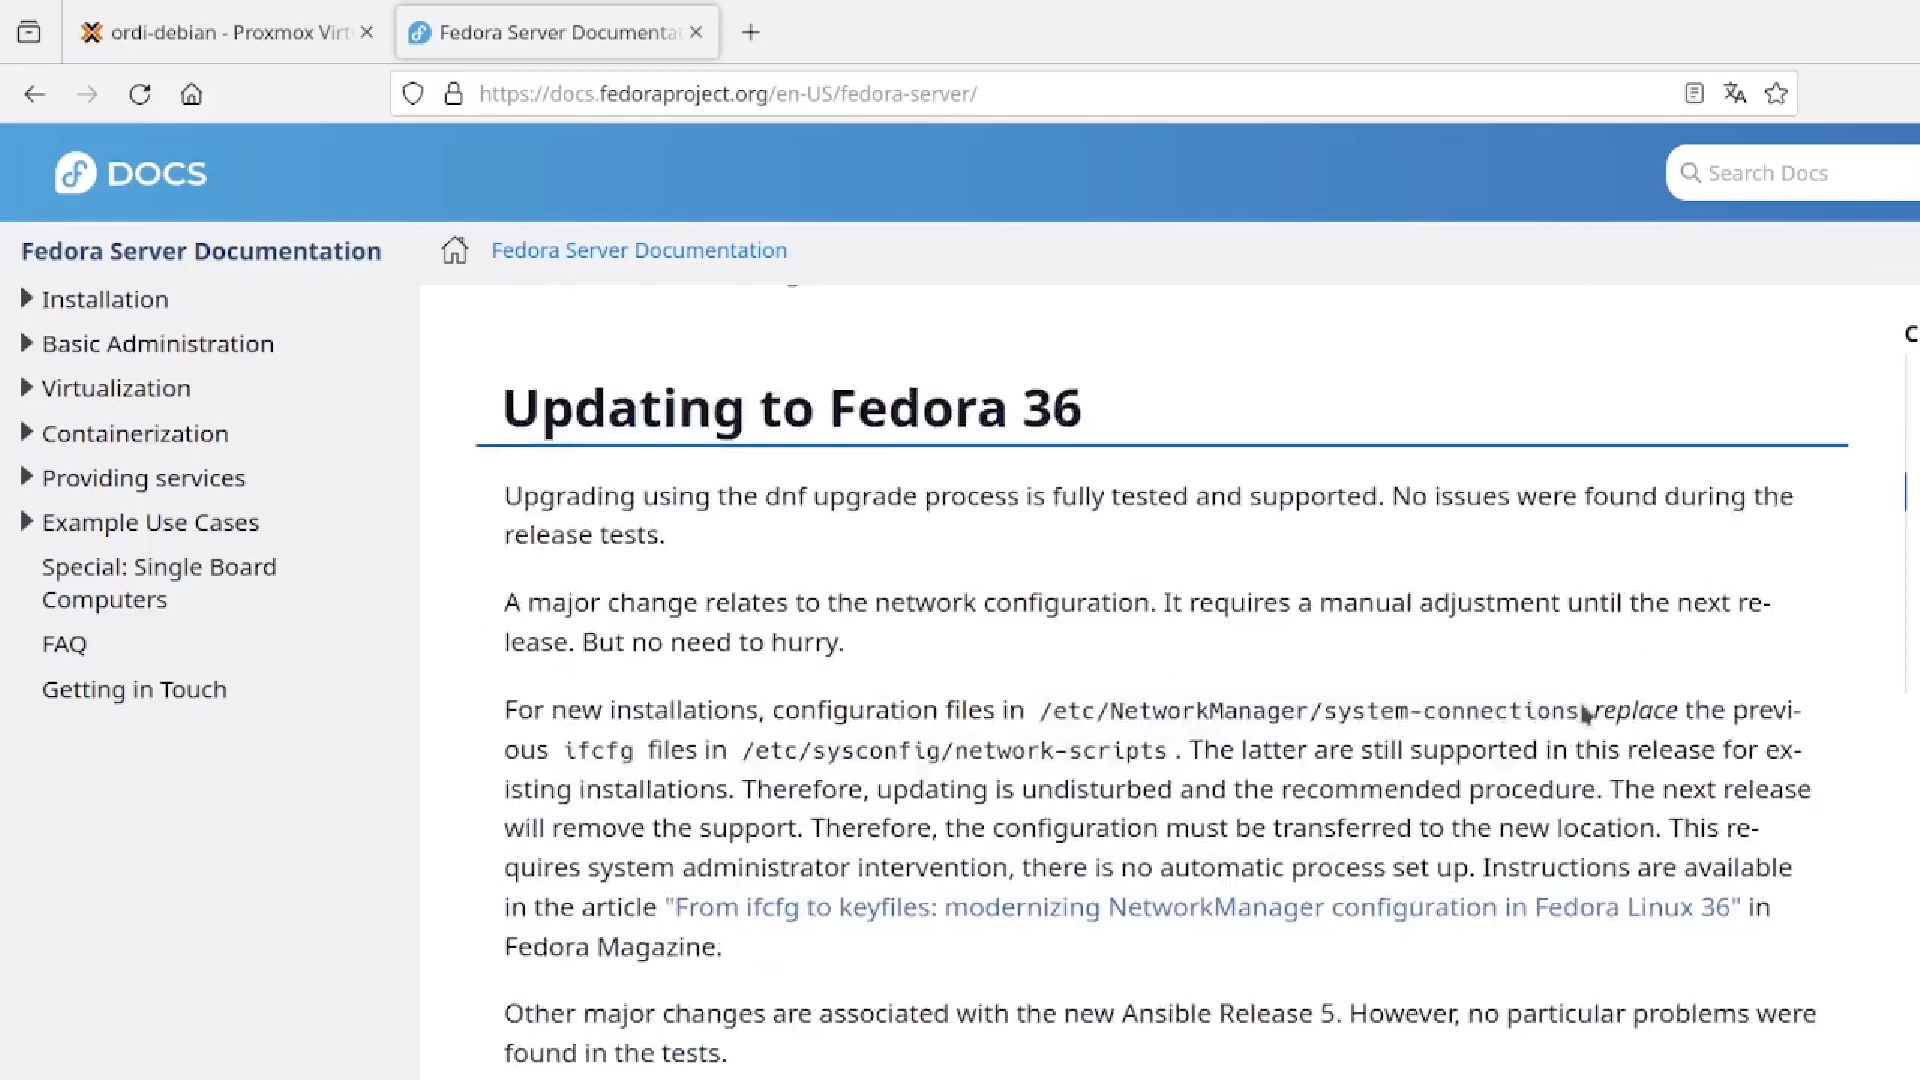 ordi-debian - Proxmox Virt
Fedora Server Documentat
https://docs.fedoraproject.org/en-US/fedora-server/
DOCS
Search Docs
Fedora Server Documentation
Installation
Basic Administration
Virtualization
Containerization
Providing services
Example Use Cases
Special: Single Board
Computers
FAQ
Getting in Touch
Fedora Server Documentation
C
Updating to Fedora 36
Upgrading using the dnf upgrade process is fully tested and supported. No issues were found during the
release tests.
A major change relates to the network configuration. It requires a manual adjustment until the next re-
lease. But no need to hurry.
For new installations, configuration files in /etc/NetworkManager/system-connections replace the previ-
ous ifcfg files in /etc/sysconfig/network-scripts . The latter are still supported in this release for ex-
isting installations. Therefore, updating is undisturbed and the recommended procedure. The next release
will remove the support. Therefore, the configuration must be transferred to the new location. This re-
quires system administrator intervention, there is no automatic process set up. Instructions are available
in the article "From ifcfg to keyfiles: modernizing NetworkManager configuration in Fedora Linux 36" in
Fedora Magazine.
Other major changes are associated with the new Ansible Release 5. However, no particular problems were
found in the tests.